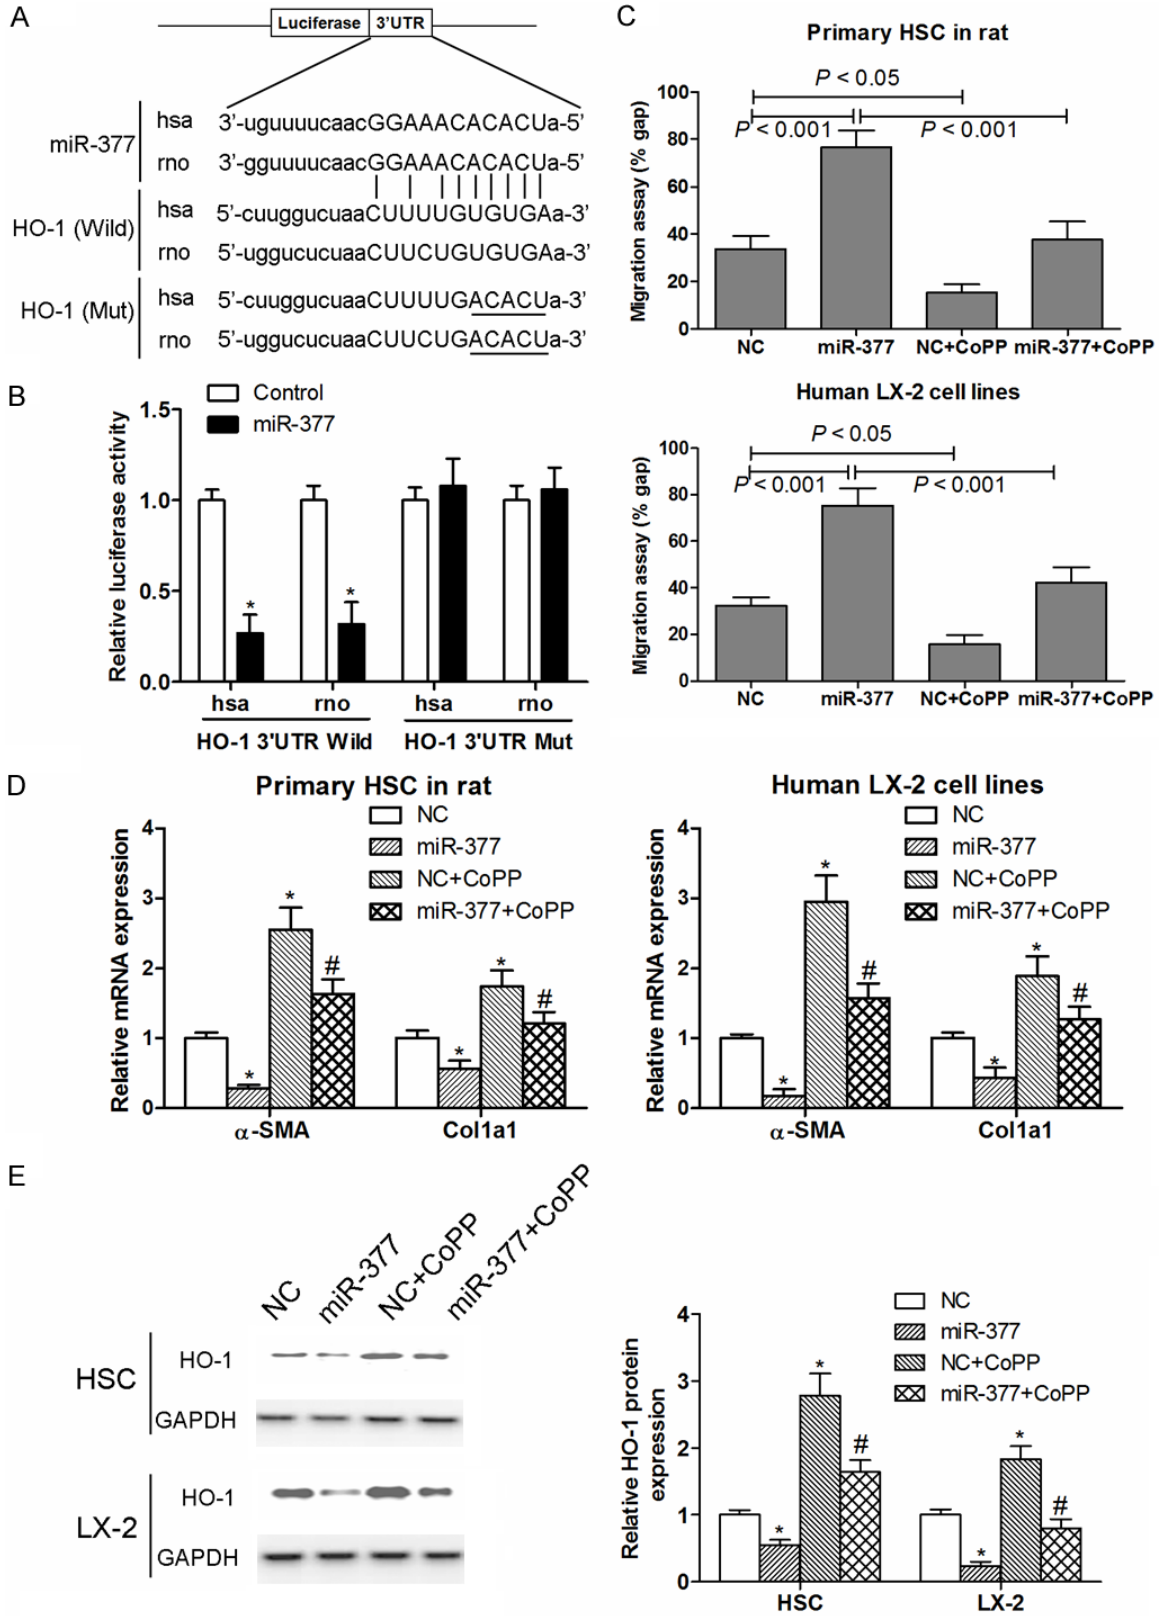 A
Luciferase 3'UTR
miR-377
hsa 3'-uguuuucaacGGAAACACACUa-5'
rno 3'-gguuuucaacGGAAACACACUa-5'
HO-1 (Wild)
hsa 5'-cuuggucuaaCUUUUGUGUGAa-3'
rno 5'-uggucucuaaCUUCUGUGUGAa-3'
HO-1 (Mut)
hsa 5'-cuuggucuaaCUUUUGACACUa-3'
rno 5'-uggucucuaaCUUCUGACACUa-3'
B
Control
miR-377
Relative luciferase activity
1.5
1.0
0.5
0.0
* *
hsa rno hsa rno
HO-1 3'UTR Wild HO-1 3'UTR Mut
C
Primary HSC in rat
Migration assay (% gap)
100
80
60
40
20
0
P < 0.05
P < 0.001 P < 0.001
NC miR-377 NC+CoPP miR-377+CoPP
Human LX-2 cell lines
Migration assay (% gap)
100
80
60
40
20
0
P < 0.05
P < 0.001 P < 0.001
NC miR-377 NC+CoPP miR-377+CoPP
D
Primary HSC in rat
NC
miR-377
NC+CoPP
miR-377+CoPP
Relative mRNA expression
4
3
2
1
0
* * # * * #
α-SMA Col1a1
Human LX-2 cell lines
NC
miR-377
NC+CoPP
miR-377+CoPP
Relative mRNA expression
4
3
2
1
0
* * # * * #
α-SMA Col1a1
E
NC miR-377 NC+CoPP miR-377+CoPP
HSC
HO-1
GAPDH
LX-2
HO-1
GAPDH
NC
miR-377
NC+CoPP
miR-377+CoPP
Relative HO-1 protein
expression
4
3
2
1
0
* * # * * #
HSC LX-2